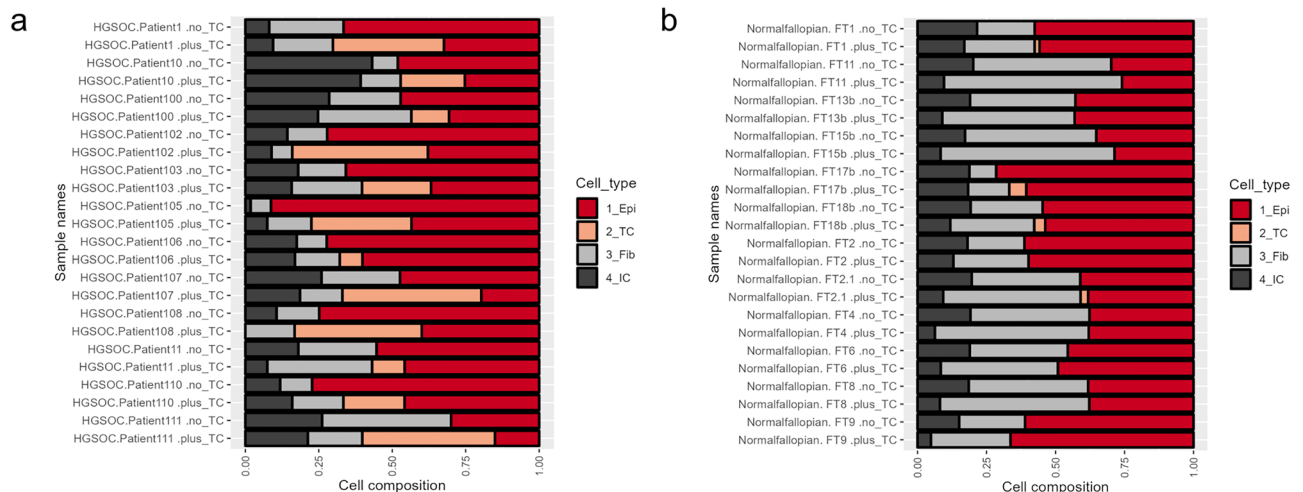 a
HGSOC.Patient1 .no_TC
HGSOC.Patient1 .plus_TC
HGSOC.Patient10 .no_TC
HGSOC.Patient10 .plus_TC
HGSOC.Patient100 .no_TC
HGSOC.Patient100 .plus_TC
HGSOC.Patient102 .no_TC
HGSOC.Patient102 .plus_TC
HGSOC.Patient103 .no_TC
HGSOC.Patient103 .plus_TC
HGSOC.Patient105 .no_TC
HGSOC.Patient105 .plus_TC
HGSOC.Patient106 .no_TC
HGSOC.Patient106 .plus_TC
HGSOC.Patient107 .no_TC
HGSOC.Patient107 .plus_TC
HGSOC.Patient108 .no_TC
HGSOC.Patient108 .plus_TC
HGSOC.Patient11 .no_TC
HGSOC.Patient11 .plus_TC
HGSOC.Patient110 .no_TC
HGSOC.Patient110 .plus_TC
HGSOC.Patient111 .no_TC
HGSOC.Patient111 .plus_TC
Sample names
0.00
0.25
0.50
0.75
1.00
Cell composition
Cell_type
1_Epi
2_TC
3_Fib
4_IC
b
Normalfallopian. FT1 .no_TC
Normalfallopian. FT1 .plus_TC
Normalfallopian. FT11 .no_TC
Normalfallopian. FT11 .plus_TC
Normalfallopian. FT13b .no_TC
Normalfallopian. FT13b .plus_TC
Normalfallopian. FT15b .no_TC
Normalfallopian. FT15b .plus_TC
Normalfallopian. FT17b .no_TC
Normalfallopian. FT17b .plus_TC
Normalfallopian. FT18b .no_TC
Normalfallopian. FT18b .plus_TC
Normalfallopian. FT2 .no_TC
Normalfallopian. FT2 .plus_TC
Normalfallopian. FT2.1 .no_TC
Normalfallopian. FT2.1 .plus_TC
Normalfallopian. FT4 .no_TC
Normalfallopian. FT4 .plus_TC
Normalfallopian. FT6 .no_TC
Normalfallopian. FT6 .plus_TC
Normalfallopian. FT8 .no_TC
Normalfallopian. FT8 .plus_TC
Normalfallopian. FT9 .no_TC
Normalfallopian. FT9 .plus_TC
Sample names
0.00
0.25
0.50
0.75
1.00
Cell composition
Cell_type
1_Epi
2_TC
3_Fib
4_IC